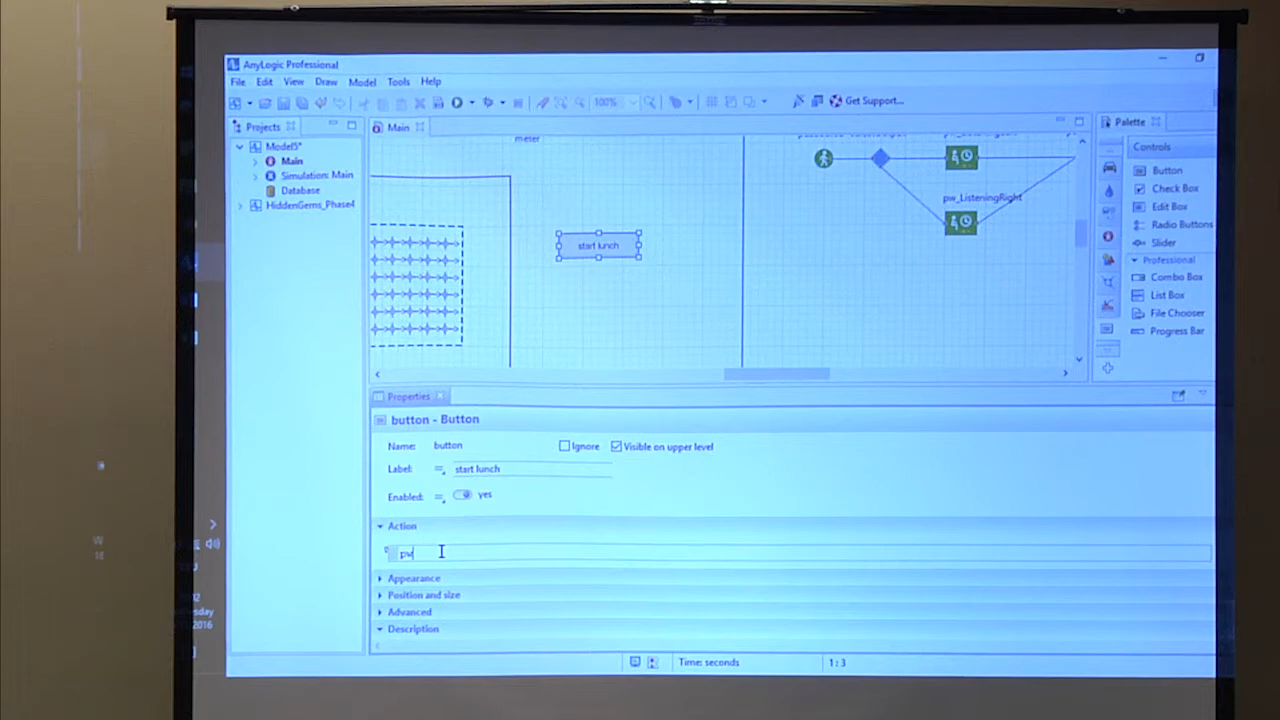 AnyLogic Professional
File Edit View Draw Model Tools Help
100%
Get Support...
Projects
Main
Palette
Model5*
Main
Simulation: Main
Database
HiddenGems_Phase4
meter
pw_ListeningRight
start lunch
Controls
Button
Check Box
Edit Box
Radio Buttons
Slider
Professional
Combo Box
List Box
File Chooser
Progress Bar
Properties
button - Button
Name: button Ignore Visible on upper level
Label: start lunch
Enabled: yes
Action
pw
Appearance
Position and size
Advanced
Description
Time: seconds 1:3
2016